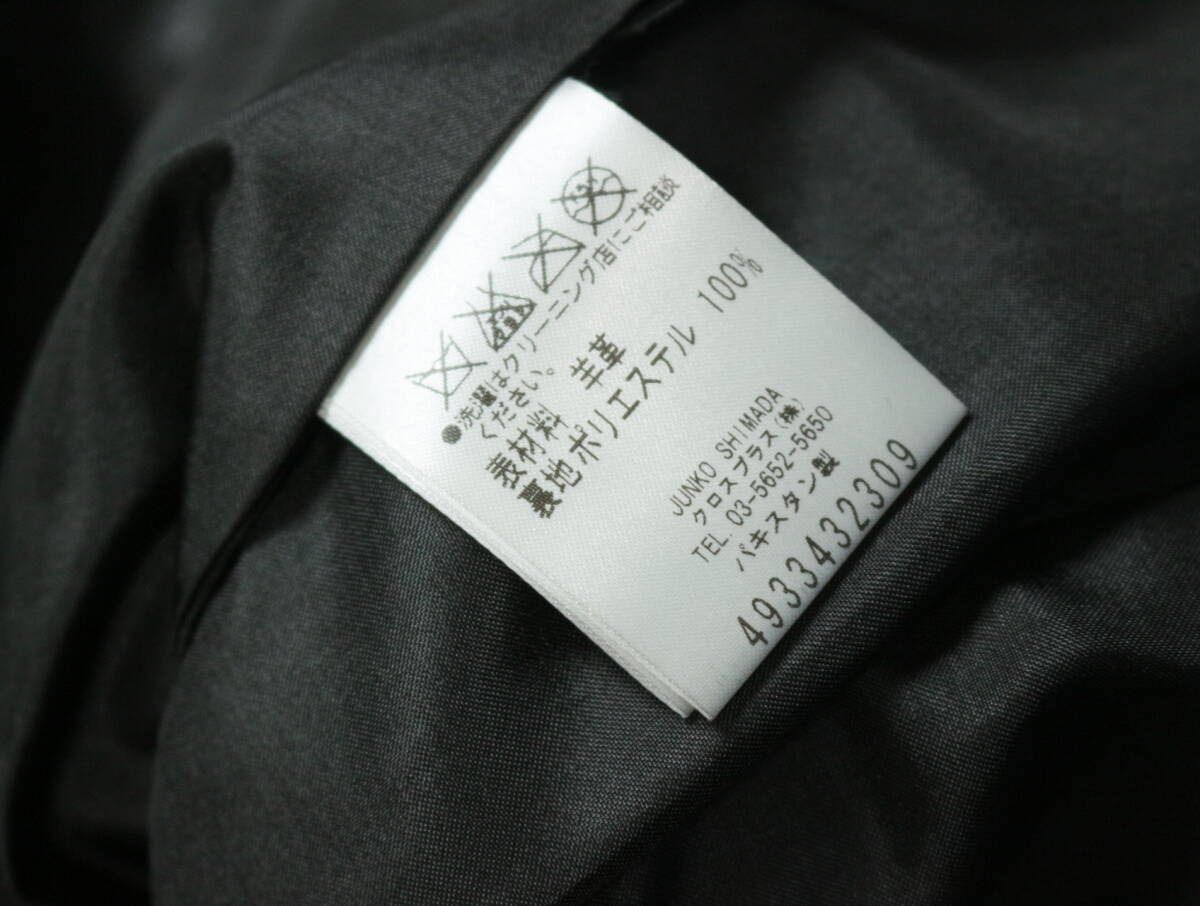 ●洗濯はクリーニング店にご相談
ください。
表材料 羊革
裏地ポリエステル 100%
JUNKO SHIMADA
クロスプラス(株)
TEL. 03-5652-5650
パキスタン製
4933432309